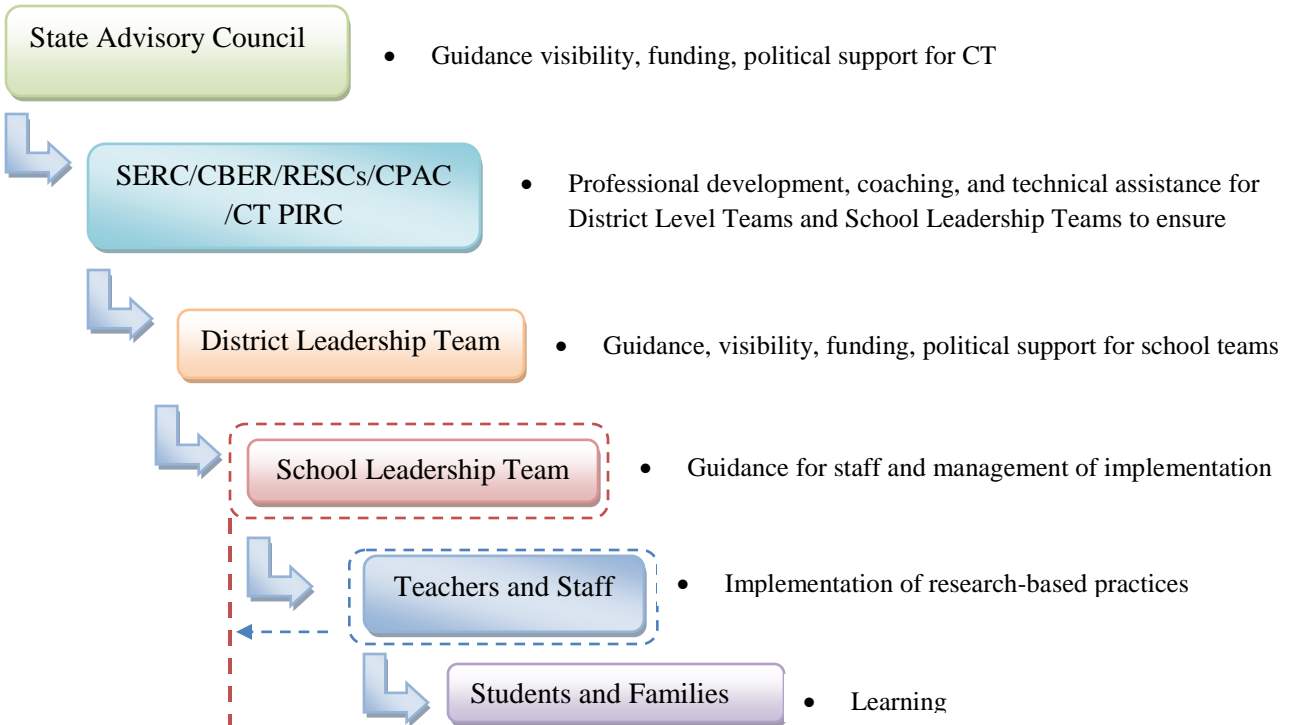 State Advisory Council
• Guidance visibility, funding, political support for CT
SERC/CBER/RESCs/CPAC
/CT PIRC
• Professional development, coaching, and technical assistance for
District Level Teams and School Leadership Teams to ensure
District Leadership Team
• Guidance, visibility, funding, political support for school teams
School Leadership Team
• Guidance for staff and management of implementation
Teachers and Staff
• Implementation of research-based practices
Students and Families
• Learning